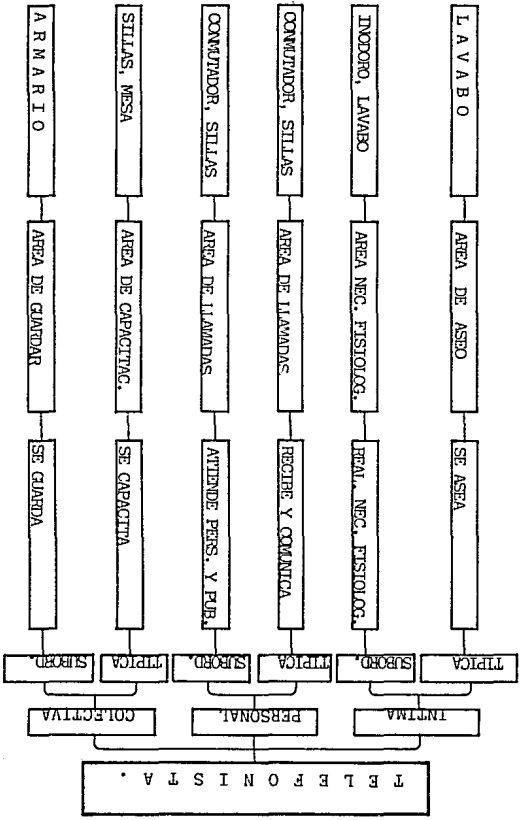 TELEFONISTA.
INTIMA
PERSONAL
COLECTIVA
TIPICA
SUBORD.
TIPICA
SUBORD.
TIPICA
SUBORD.
SE ASEA
REAL. NEC. FISIOLOG.
RECIBE Y COMUNICA
ATIENDE PERS. Y PUB.
SE CAPACITA
SE GUARDA
AREA DE ASEO
AREA NEC. FISIOLOG.
AREA DE LLAMADAS
AREA DE LLAMADAS
AREA DE CAPACITAC.
AREA DE GUARDAR
LAVABO
INODORO, LAVABO
CONMUTADOR, SILLAS
CONMUTADOR, SILLAS
SILLAS, MESA
ARMARIO